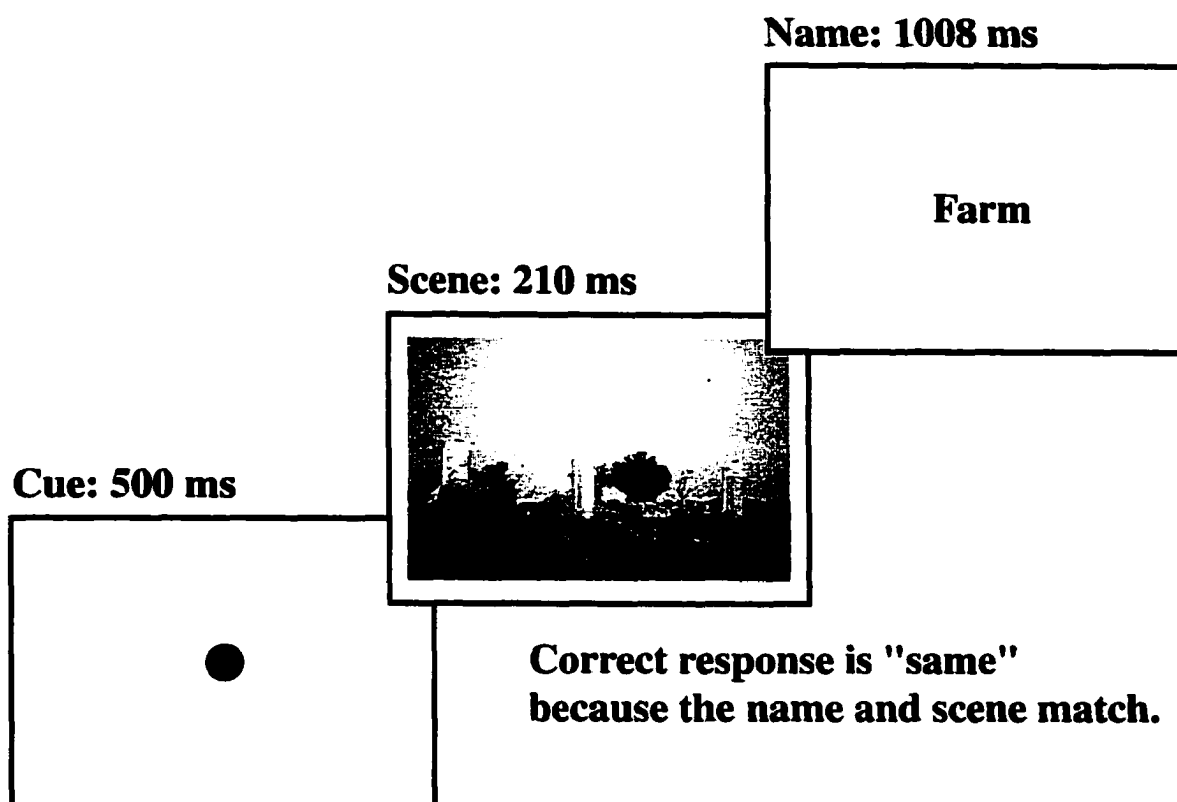 Name: 1008 ms
Farm
Scene: 210 ms
Cue: 500 ms
Correct response is "same"
because the name and scene match.